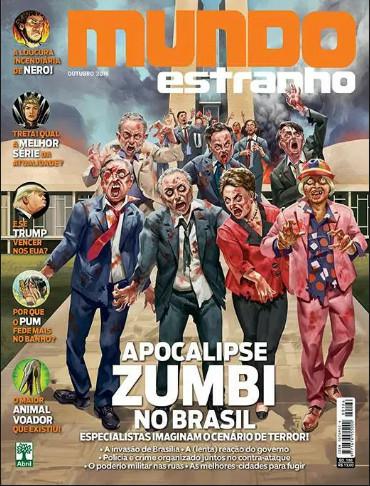 mundo
estranho
OUTUBRO 2016
A LOUCURA
INCENDIÁRIA
DE NERO!
TRETA! QUAL
A MELHOR
SÉRIE DA
ATUALIDADE?
E SE
TRUMP
VENCER
NOS EUA?
POR QUE
O PUM
FEDE MAIS
NO BANHO?
O MAIOR
ANIMAL
VOADOR
QUE EXISTIU!
Abril
APOCALIPSE
ZUMBI
NO BRASIL
ESPECIALISTAS IMAGINAM O CENÁRIO DE TERROR!
• A invasão de Brasília • A (lenta) reação do governo
• Polícia e crime organizado juntos no contra-ataque
• O poderio militar nas ruas • As melhores cidades para fugir